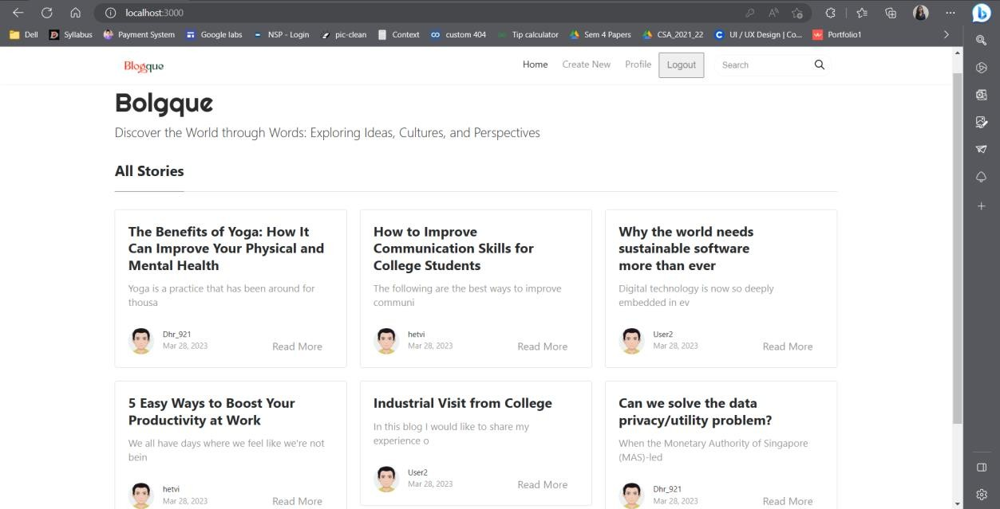 localhost:3000
Dell Syllabus Payment System Google labs NSP - Login pic-clean Context custom 404 Tip calculator Sem 4 Papers CSA_2021_22 UI / UX Design | Co... Portfolio1
Blogque Home Create New Profile Logout Search
Bolgque
Discover the World through Words: Exploring Ideas, Cultures, and Perspectives
All Stories
The Benefits of Yoga: How It
Can Improve Your Physical and
Mental Health
Yoga is a practice that has been around for
thousa
Dhr_921
Mar 28, 2023
Read More
How to Improve
Communication Skills for
College Students
The following are the best ways to improve
communi
hetvi
Mar 28, 2023
Read More
Why the world needs
sustainable software
more than ever
Digital technology is now so deeply
embedded in ev
User2
Mar 28, 2023
Read More
5 Easy Ways to Boost Your
Productivity at Work
We all have days where we feel like we're not
bein
hetvi
Mar 28, 2023
Read More
Industrial Visit from College
In this blog I would like to share my
experience o
User2
Mar 28, 2023
Read More
Can we solve the data
privacy/utility problem?
When the Monetary Authority of Singapore
(MAS)-led
Dhr_921
Mar 28, 2023
Read More